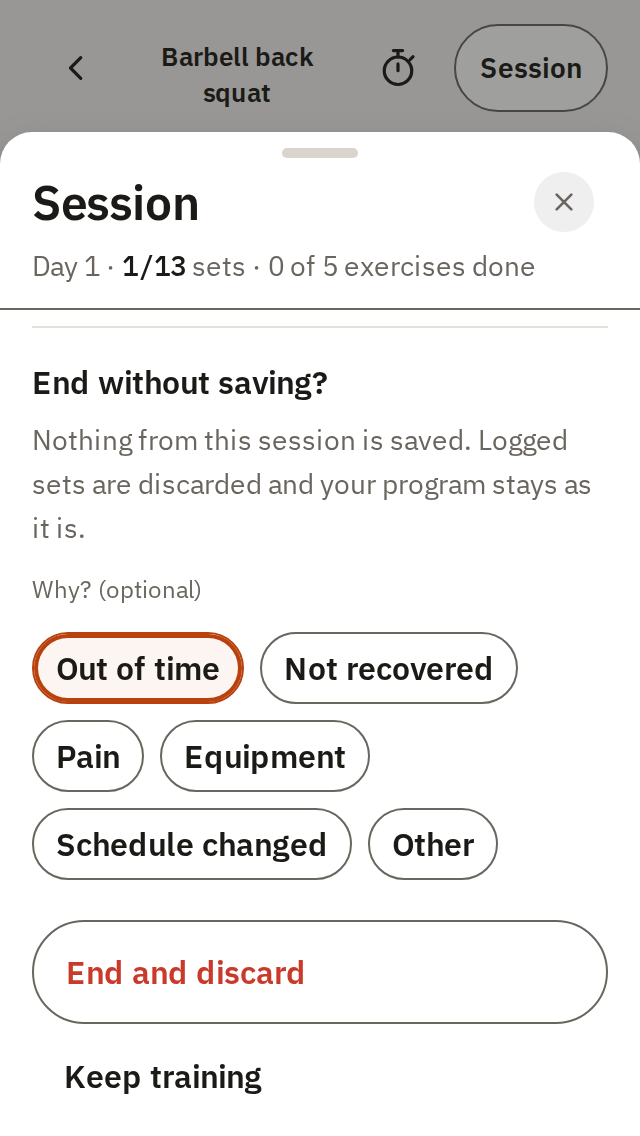 Barbell back
squat
Session
Session
Day 1 · 1/13 sets · 0 of 5 exercises done
End without saving?
Nothing from this session is saved. Logged
sets are discarded and your program stays as
it is.
Why? (optional)
Out of time
Not recovered
Pain
Equipment
Schedule changed
Other
End and discard
Keep training